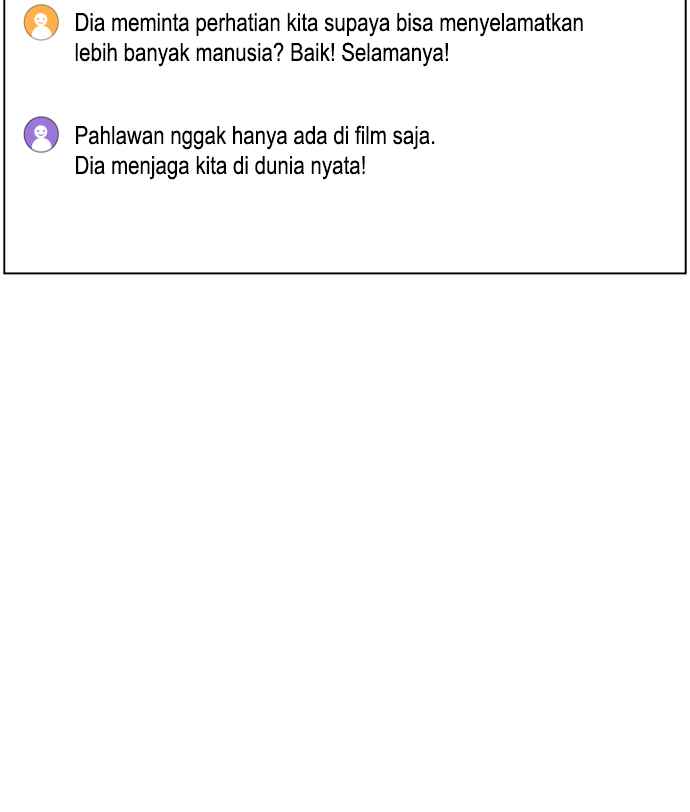 Dia meminta perhatian kita supaya bisa menyelamatkan
lebih banyak manusia? Baik! Selamanya!
Pahlawan nggak hanya ada di film saja.
Dia menjaga kita di dunia nyata!